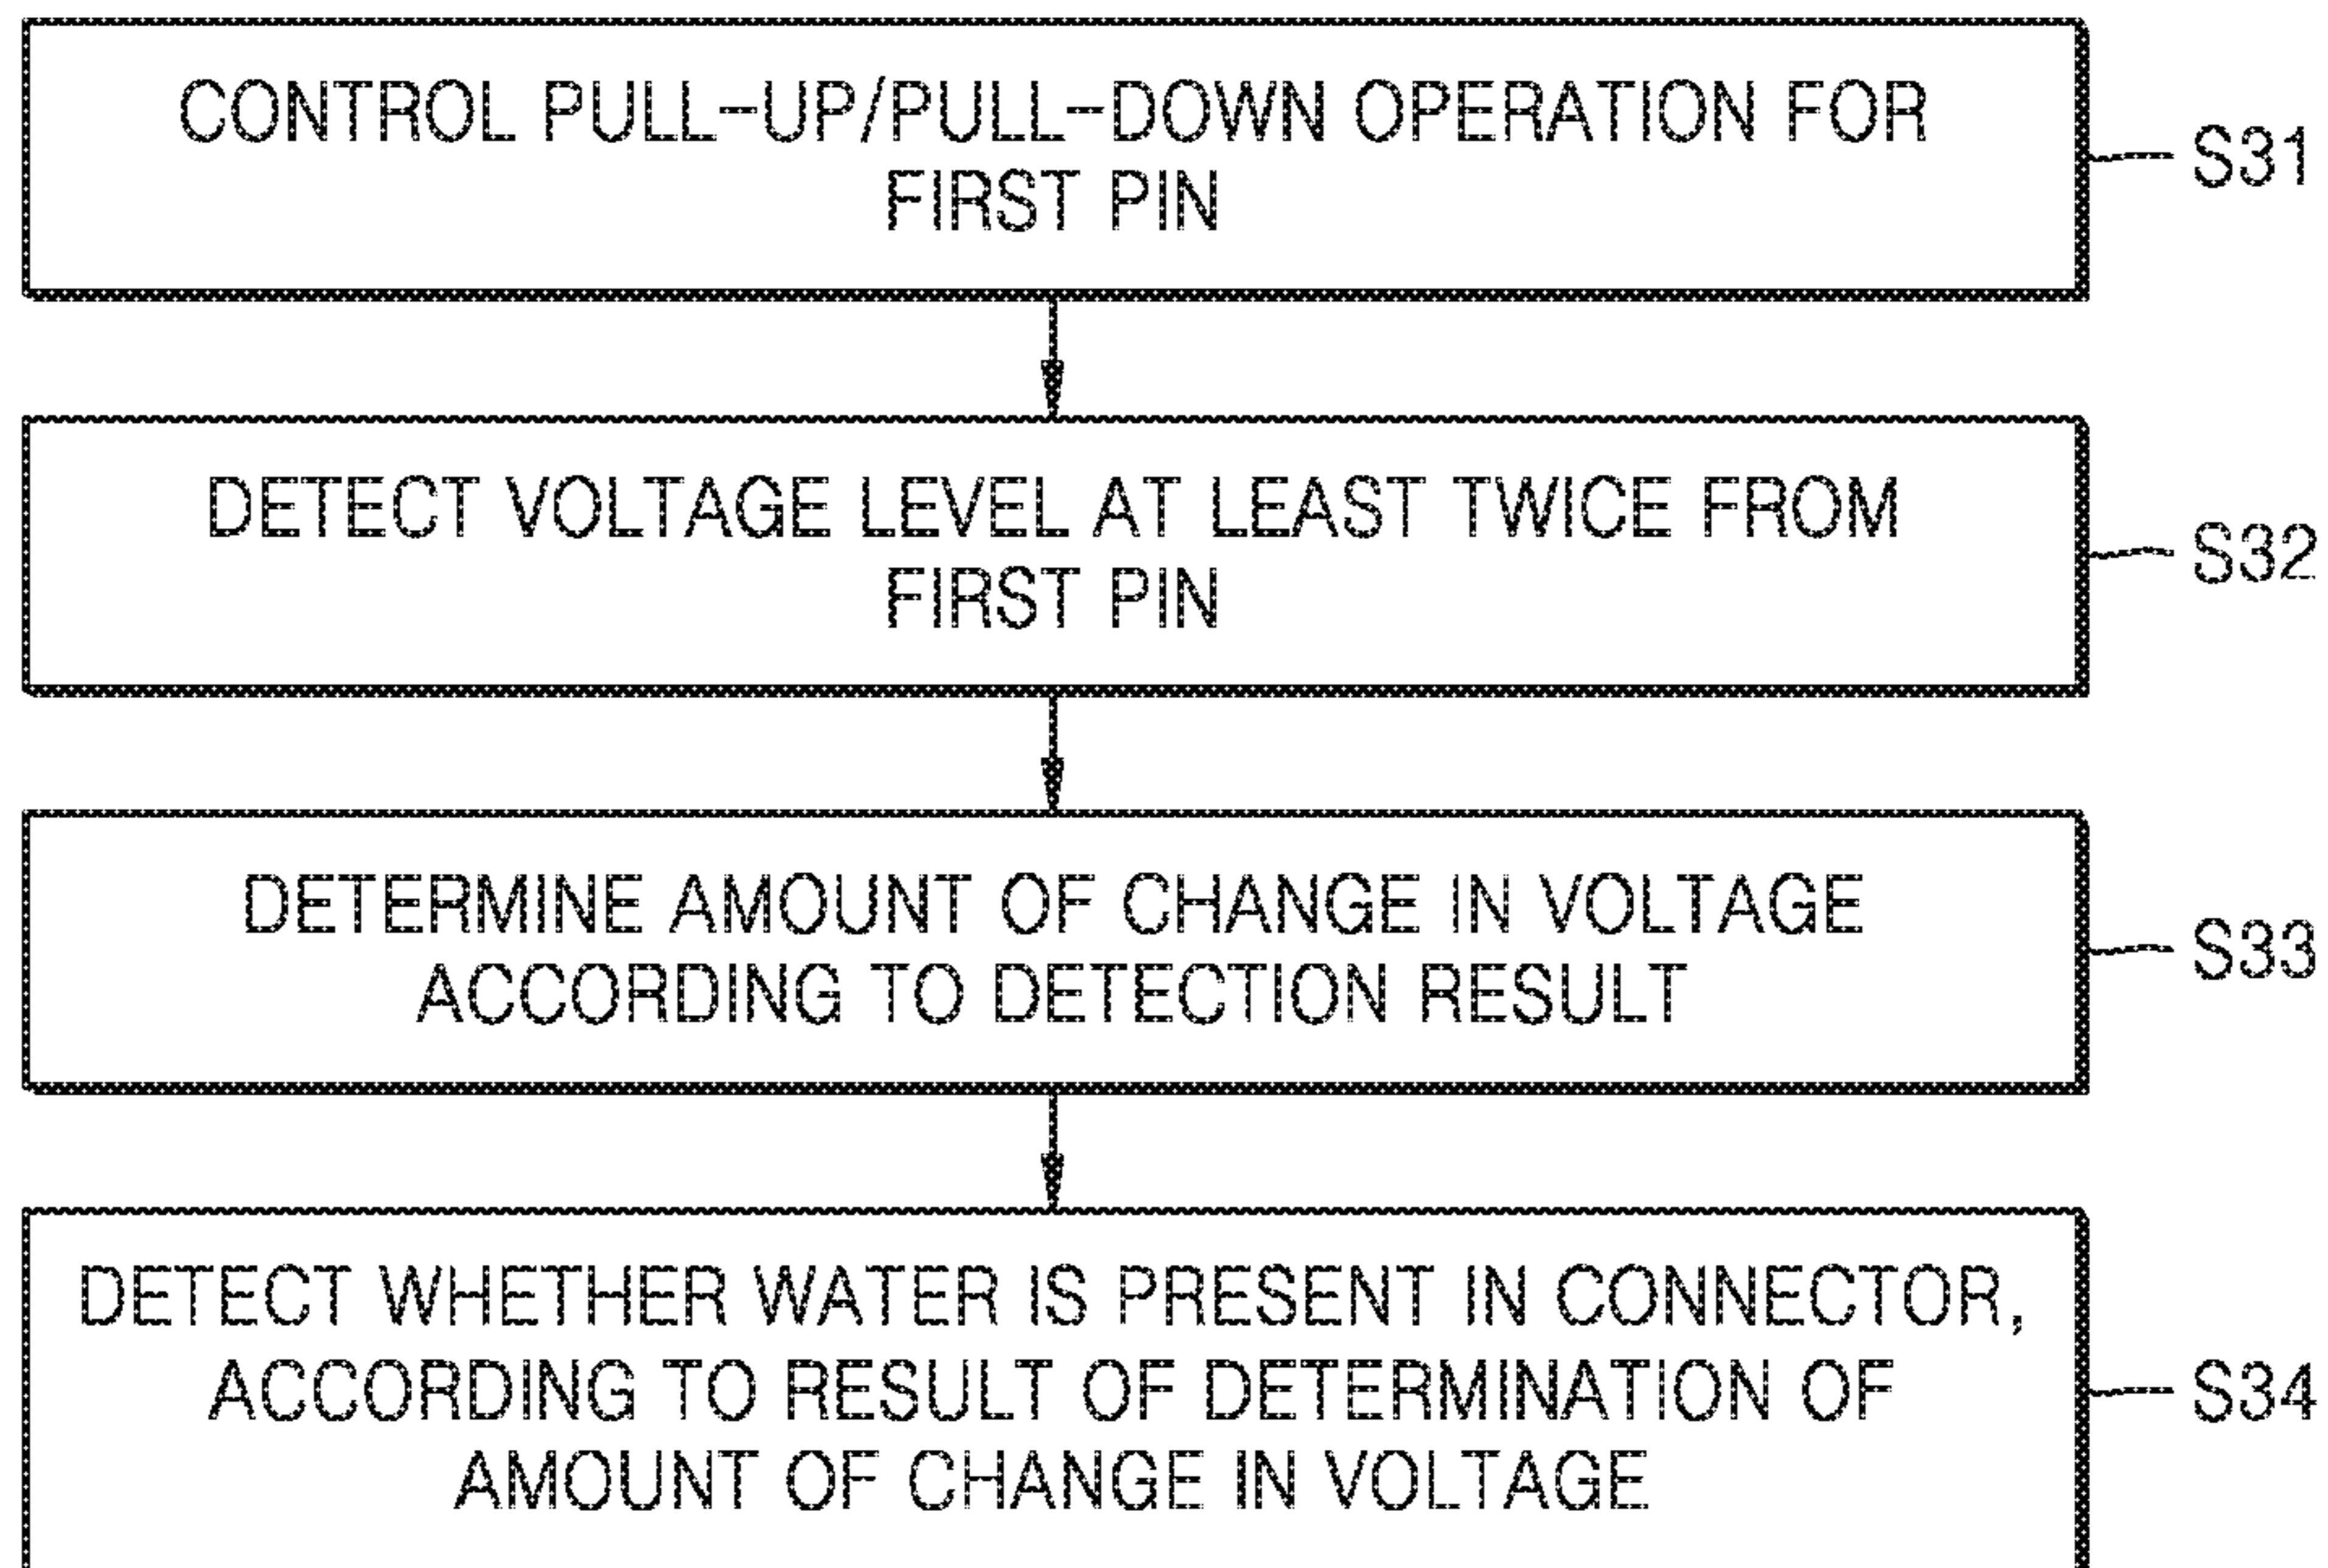 CONTROL PULL-UP/PULL-DOWN OPERATION FOR
FIRST PIN
S31
DETECT VOLTAGE LEVEL AT LEAST TWICE FROM
FIRST PIN
S32
DETERMINE AMOUNT OF CHANGE IN VOLTAGE
ACCORDING TO DETECTION RESULT
S33
DETECT WHETHER WATER IS PRESENT IN CONNECTOR,
ACCORDING TO RESULT OF DETERMINATION OF
AMOUNT OF CHANGE IN VOLTAGE
S34